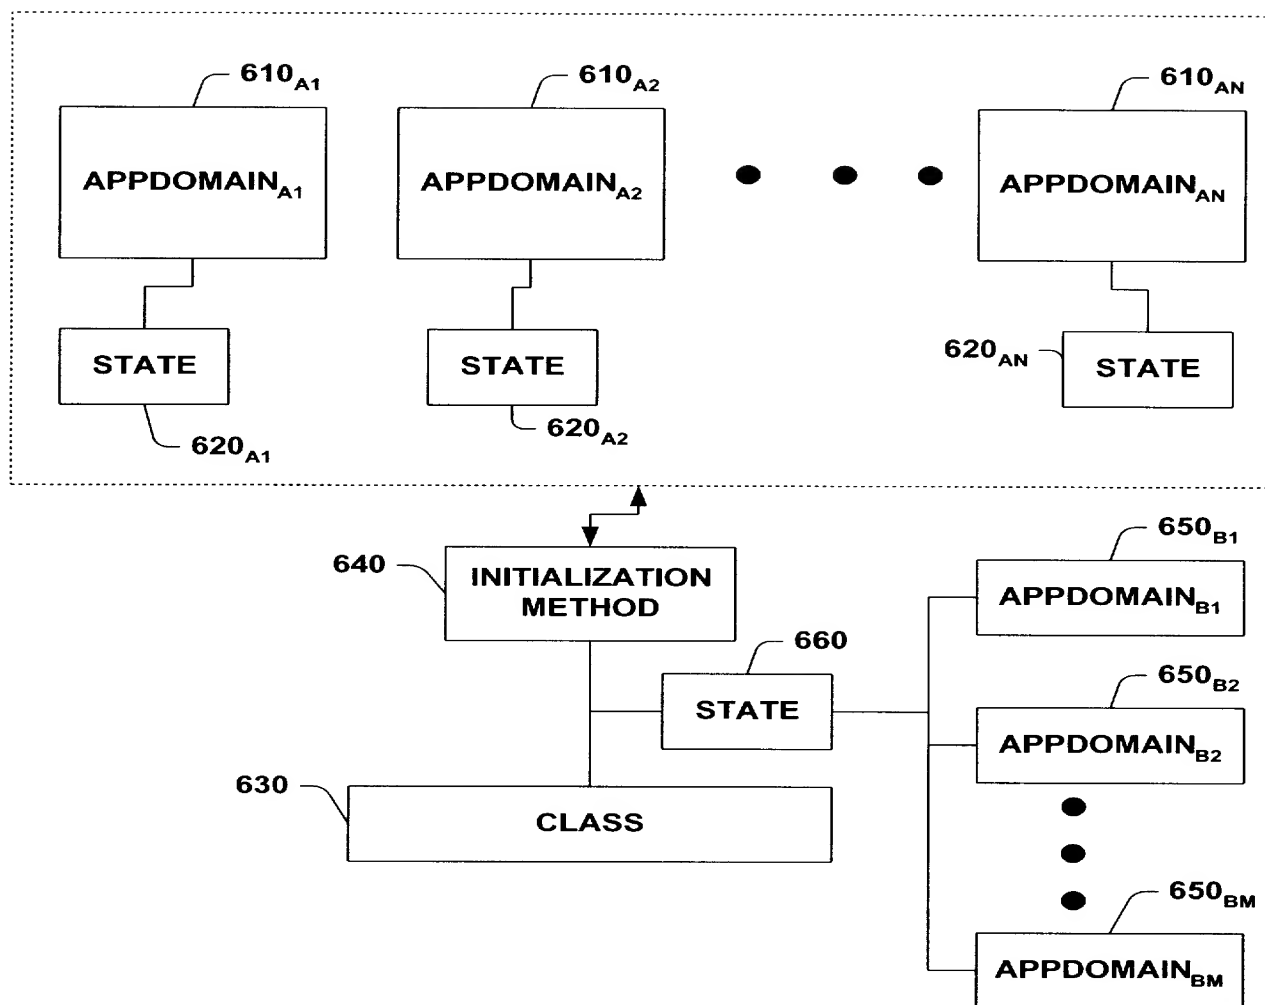 610A1
610A2
610AN
APPDOMAINA1
APPDOMAINA2
APPDOMAINAN
STATE
STATE
620AN
STATE
620A1
620A2
650B1
640
INITIALIZATION
METHOD
APPDOMAINB1
660
650B2
STATE
APPDOMAINB2
630
CLASS
650BM
APPDOMAINBM